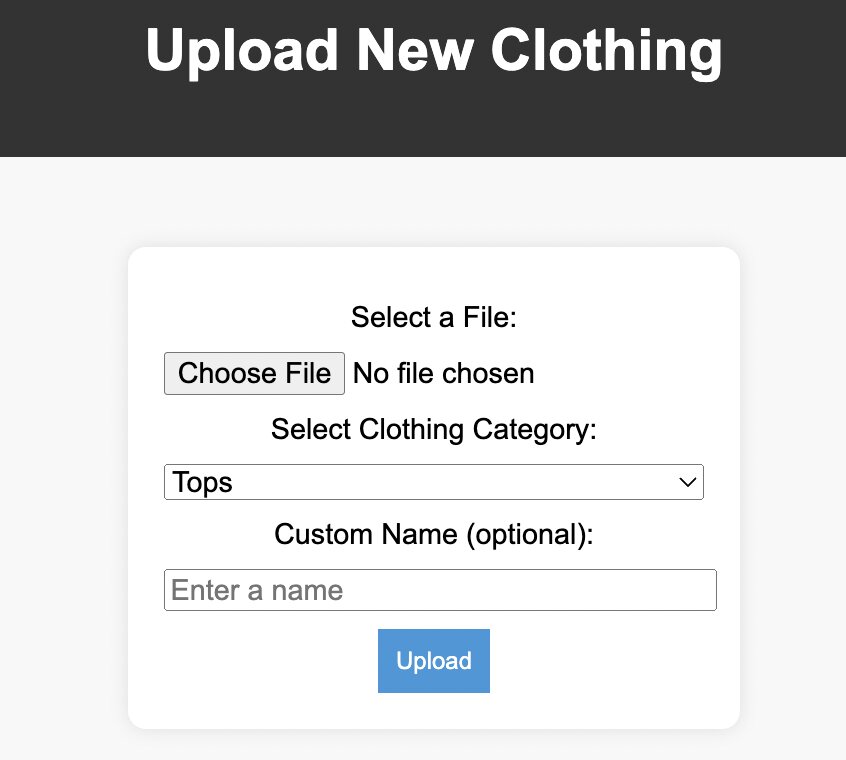 Upload New Clothing
Select a File:
Choose File No file chosen
Select Clothing Category:
Tops
Custom Name (optional):
Enter a name
Upload